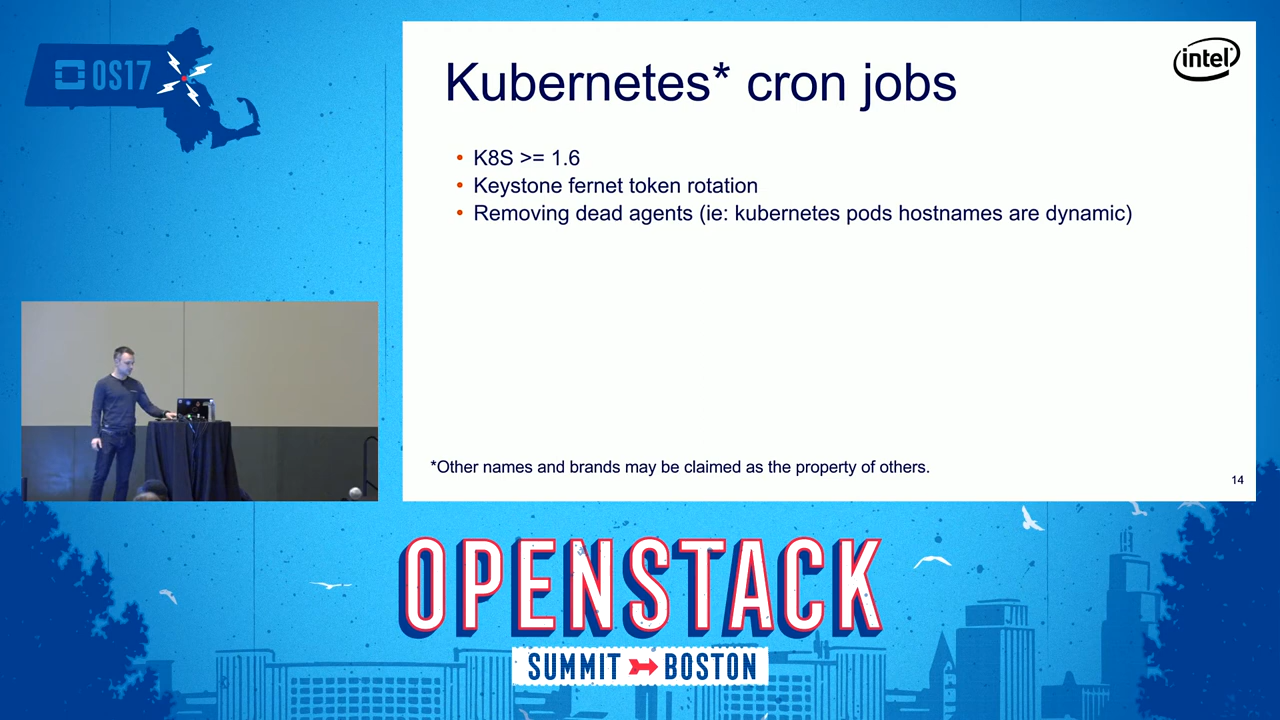 OS17
intel
Kubernetes* cron jobs
• K8S >= 1.6
• Keystone fernet token rotation
• Removing dead agents (ie: kubernetes pods hostnames are dynamic)
*Other names and brands may be claimed as the property of others.
14
OPENSTACK
SUMMIT BOSTON